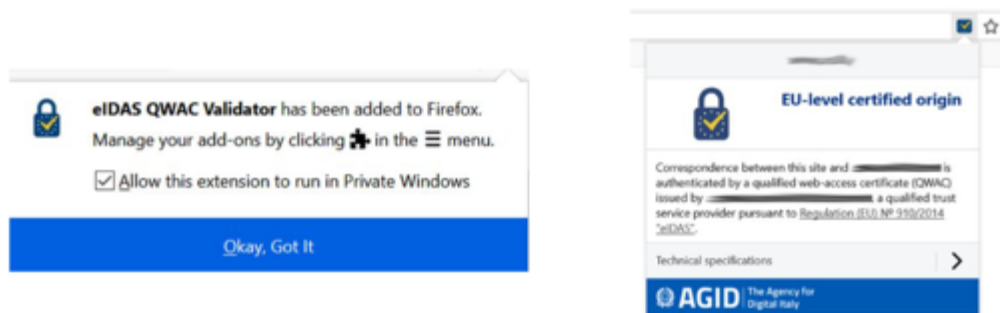 eIDAS QWAC Validator has been added to Firefox.
Manage your add-ons by clicking in the menu.
Allow this extension to run in Private Windows
Okay, Got It
EU-level certified origin
Correspondence between this site and is
authenticated by a qualified web-access certificate (QWAC)
issued by a qualified trust
service provider pursuant to Regulation (EU) Nº 910/2014
"eIDAS".
Technical specifications
AGID The Agency for
Digital Italy